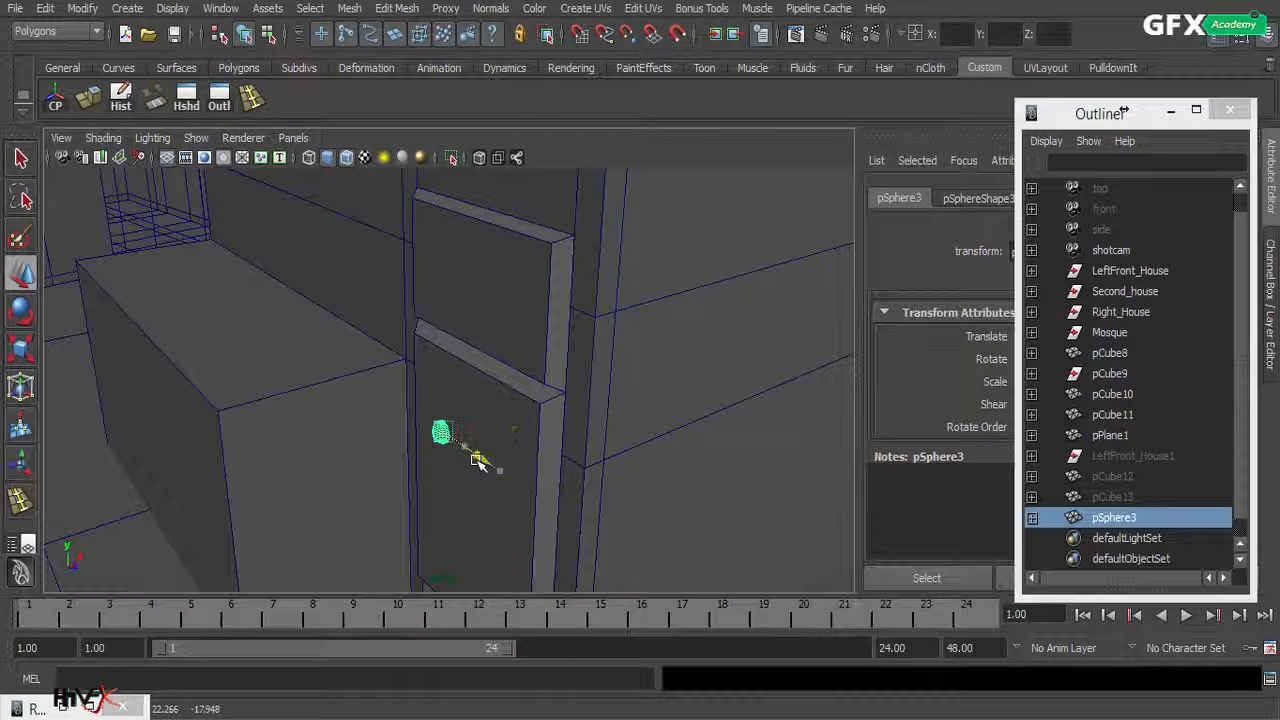 File Edit Modify Create Display Window Assets Select Mesh Edit Mesh Proxy Normals Color Create UVs Edit UVs Bonus Tools Muscle Pipeline Cache Help
GFX Academy
Polygons
X: Y: Z:
General Curves Surfaces Polygons Subdivs Deformation Animation Dynamics Rendering PaintEffects Toon Muscle Fluids Fur Hair nCloth Custom UVLayout PulldownIt
CP Hist Hshd Outl
View Shading Lighting Show Renderer Panels
List Selected Focus Attri
pSphere3 pSphereShape3
transform: p
Transform Attributes
Translate
Rotate
Scale
Shear
Rotate Order
Notes: pSphere3
Select
Outliner
Display Show Help
top
front
side
shotcam
LeftFront_House
Second_house
Right_House
Mosque
pCube8
pCube9
pCube10
pCube11
pPlane1
LeftFront_House1
pCube12
pCube13
pSphere3
defaultLightSet
defaultObjectSet
Attribute Editor
Channel Box / Layer Editor
y x
1 2 3 4 5 6 7 8 9 10 11 12 13 14 15 16 17 18 19 20 21 22 23 24
1.00
1.00 1.00 1 24 24.00 48.00 No Anim Layer No Character Set
MEL
R...
22.266 -17.948